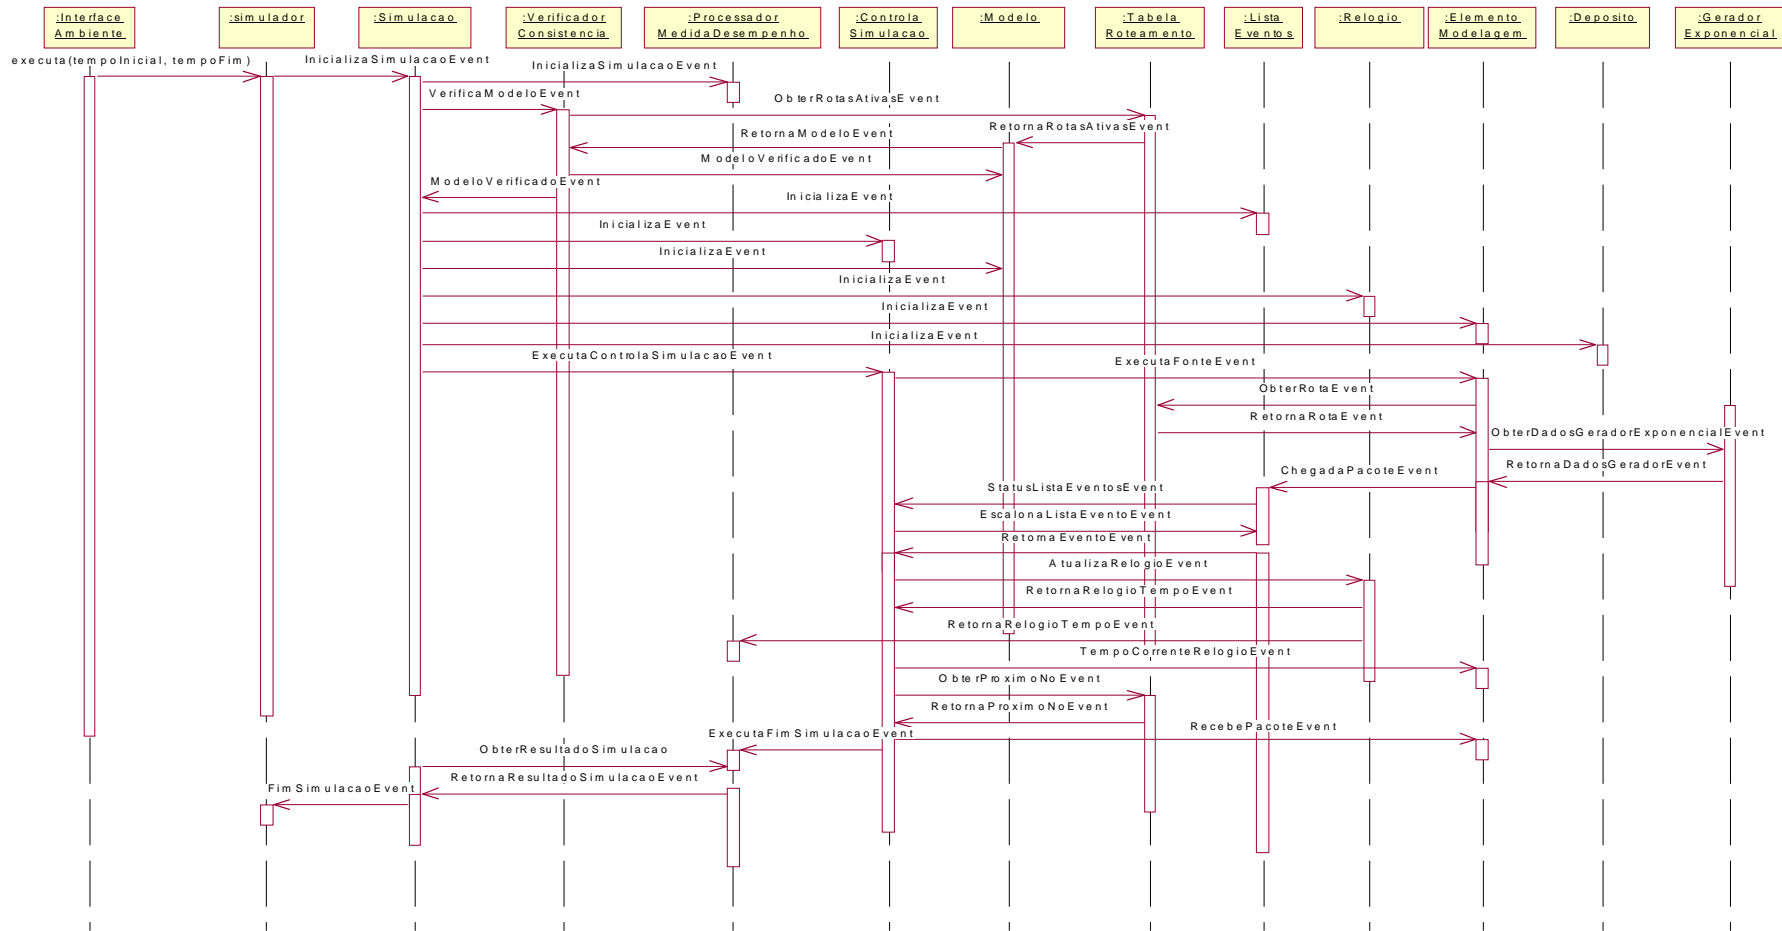 :Interface
Ambiente
:simulador
:Simulacao
:Verificador
Consistencia
:Processador
MedidaDesempenho
:Controla
Simulacao
:Modelo
:Tabela
Roteamento
:Lista
Eventos
:Relogio
:Elemento
Modelagem
:Deposito
:Gerador
Exponencial
executa(tempoInicial, tempoFim)
InicializaSimulacaoEvent
InicializaSimulacaoEvent
VerificaModeloEvent
ObterRotasAtivasEvent
RetornaRotasAtivasEvent
RetornaModeloEvent
ModeloVerificadoEvent
ModeloVerificadoEvent
InicializaEvent
InicializaEvent
InicializaEvent
InicializaEvent
InicializaEvent
InicializaEvent
ExecutaControlaSimulacaoEvent
ExecutaFonteEvent
ObterRotaEvent
RetornaRotaEvent
ObterDadosGeradorExponencialEvent
RetornaDadosGeradorEvent
ChegadaPacoteEvent
StatusListaEventosEvent
EscalonaListaEventoEvent
RetornaEventoEvent
AtualizaRelogioEvent
RetornaRelogioTempoEvent
RetornaRelogioTempoEvent
TempoCorrenteRelogioEvent
ObterProximoNoEvent
RetornaProximoNoEvent
RecebePacoteEvent
ExecutaFimSimulacaoEvent
ObterResultadoSimulacao
RetornaResultadoSimulacaoEvent
FimSimulacaoEvent